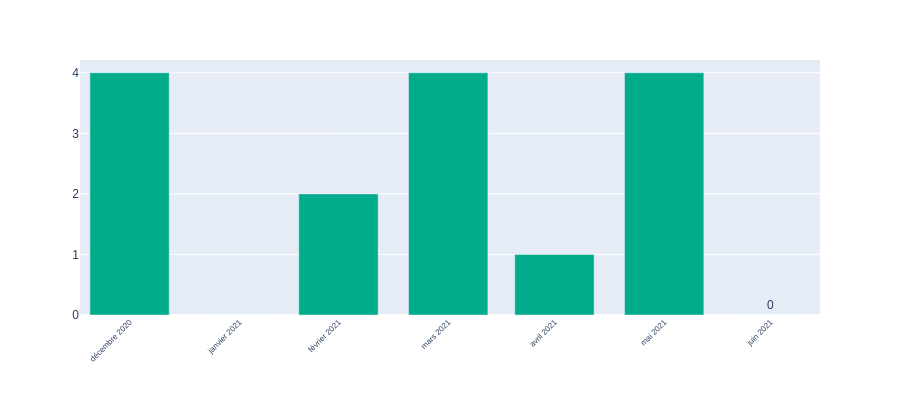 4
3
2
1
0
0
décembre 2020
janvier 2021
février 2021
mars 2021
avril 2021
mai 2021
juin 2021